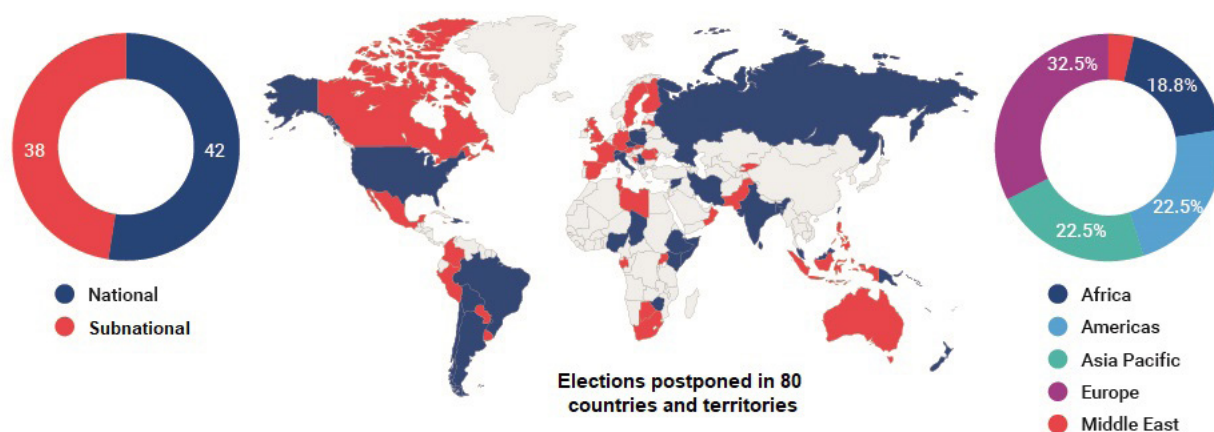 38
42
National
Subnational
Elections postponed in 80
countries and territories
32.5%
18.8%
22.5%
22.5%
Africa
Americas
Asia Pacific
Europe
Middle East